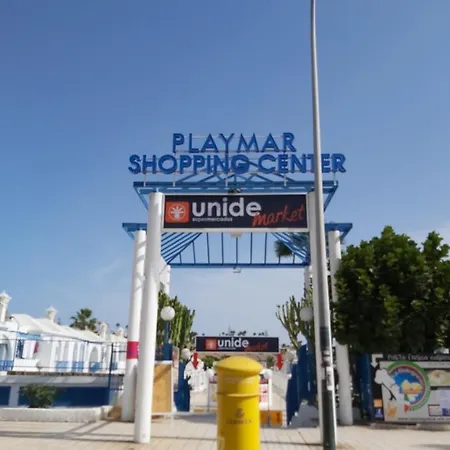 PLAYMAR
SHOPPING CENTER
unide market
supermercados
unide market